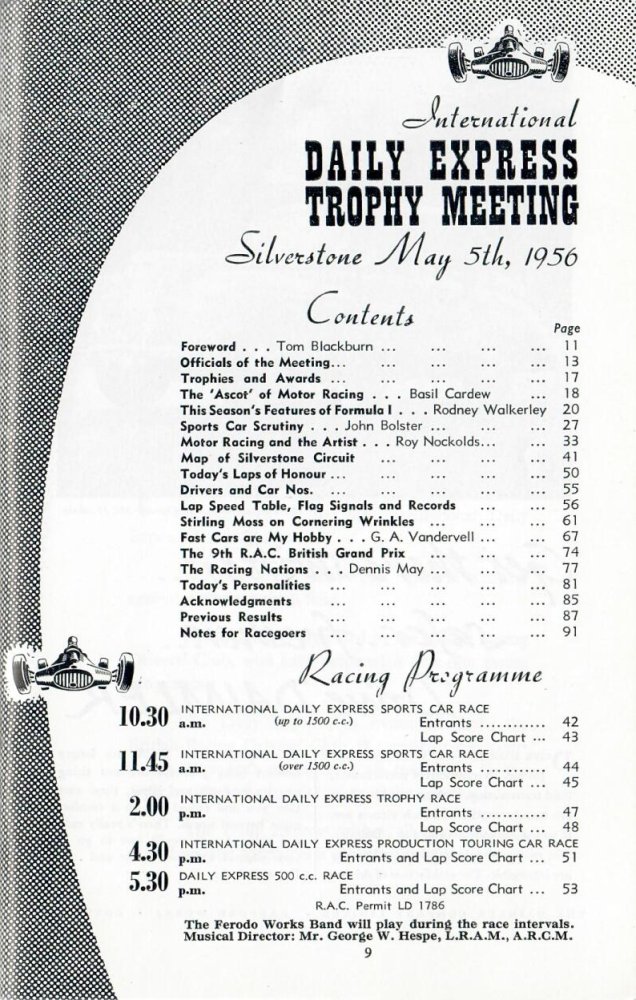 International
DAILY EXPRESS
TROPHY MEETING
Silverstone May 5th, 1956
Contents
Page
Foreword . . . Tom Blackburn ... ... ... ... 11
Officials of the Meeting... ... ... ... 13
Trophies and Awards ... ... ... ... 17
The 'Ascot' of Motor Racing . . . Basil Cardew ... 18
This Season's Features of Formula I . . . Rodney Walkerley 20
Sports Car Scrutiny . . . John Bolster ... ... ... 27
Motor Racing and the Artist . . . Roy Nockolds... ... 33
Map of Silverstone Circuit ... ... ... 41
Today's Laps of Honour ... ... ... ... 50
Drivers and Car Nos. ... ... ... ... 55
Lap Speed Table, Flag Signals and Records ... ... 56
Stirling Moss on Cornering Wrinkles ... ... ... 61
Fast Cars are My Hobby . . . G. A. Vandervell ... ... 67
The 9th R.A.C. British Grand Prix ... ... ... 74
The Racing Nations . . . Dennis May ... ... ... 77
Today's Personalities ... ... ... ... 81
Acknowledgments ... ... ... ... 85
Previous Results ... ... ... ... 87
Notes for Racegoers ... ... ... ... 91
Racing Programme
10.30 a.m. INTERNATIONAL DAILY EXPRESS SPORTS CAR RACE
(up to 1500 c.c.) Entrants ............ 42
Lap Score Chart ... 43
11.45 a.m. INTERNATIONAL DAILY EXPRESS SPORTS CAR RACE
(over 1500 c.c.) Entrants ............ 44
Lap Score Chart ... 45
2.00 p.m. INTERNATIONAL DAILY EXPRESS TROPHY RACE
Entrants ............ 47
Lap Score Chart ... 48
4.30 p.m. INTERNATIONAL DAILY EXPRESS PRODUCTION TOURING CAR RACE
Entrants and Lap Score Chart ... 51
5.30 p.m. DAILY EXPRESS 500 c.c. RACE
Entrants and Lap Score Chart ... 53
R.A.C. Permit LD 1786
The Ferodo Works Band will play during the race intervals.
Musical Director: Mr. George W. Hespe, L.R.A.M., A.R.C.M.
9